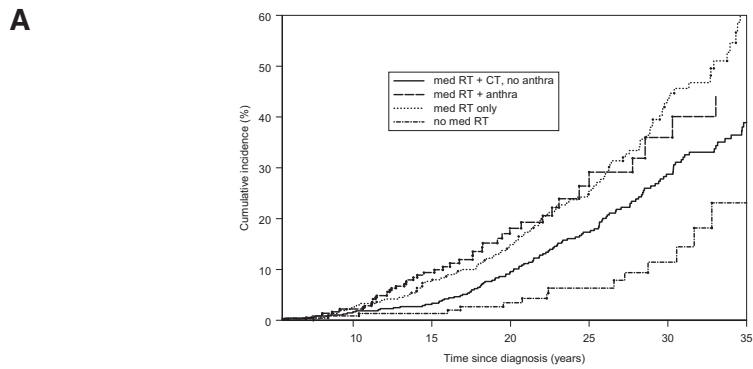 A
60
50
40
30
20
10
0
Cumulative incidence (%)
med RT + CT, no anthra
med RT + anthra
med RT only
no med RT
10
15
20
25
30
35
Time since diagnosis (years)